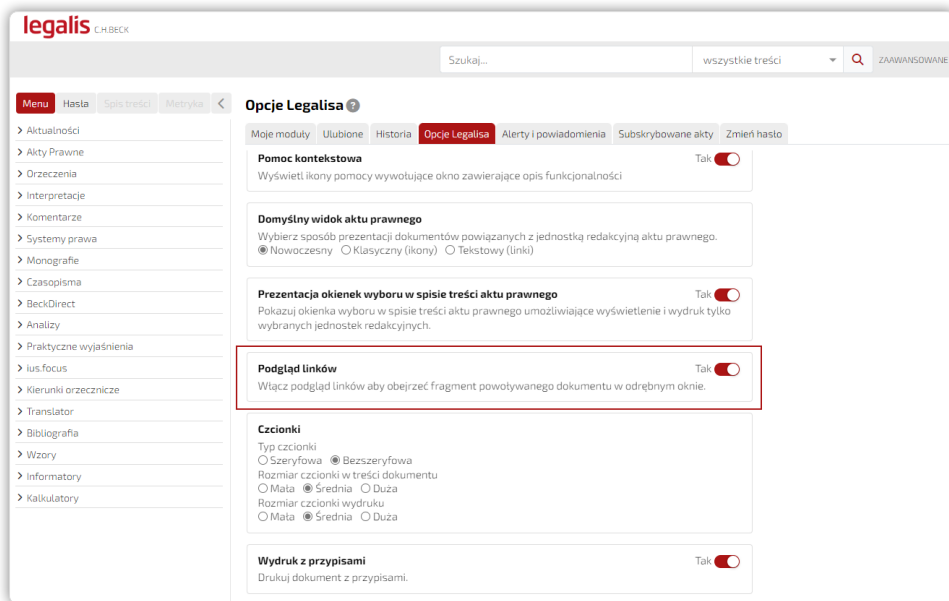 legalis C.H.BECK
Szukaj... wszystkie treści ZAAWANSOWANE
Menu Hasła Spis treści Metryka
Aktualności
Akty Prawne
Orzeczenia
Interpretacje
Komentarze
Systemy prawa
Monografie
Czasopisma
BeckDirect
Analizy
Praktyczne wyjaśnienia
ius.focus
Kierunki orzecznicze
Translator
Bibliografia
Wzory
Informatory
Kalkulatory
Opcje Legalisa ?
Moje moduły Ulubione Historia Opcje Legalisa Alerty i powiadomienia Subskrybowane akty Zmień hasło
Pomoc kontekstowa Tak
Wyświetl ikony pomocy wywołujące okno zawierające opis funkcjonalności
Domyślny widok aktu prawnego
Wybierz sposób prezentacji dokumentów powiązanych z jednostką redakcyjną aktu prawnego.
Nowoczesny Klasyczny (ikony) Tekstowy (linki)
Prezentacja okienek wyboru w spisie treści aktu prawnego Tak
Pokazuj okienka wyboru w spisie treści aktu prawnego umożliwiające wyświetlenie i wydruk tylko
wybranych jednostek redakcyjnych.
Podgląd linków Tak
Włącz podgląd linków aby obejrzeć fragment powoływanego dokumentu w odrębnym oknie.
Czcionki
Typ czcionki
Szeryfowa Bezszeryfowa
Rozmiar czcionki w treści dokumentu
Mała Średnia Duża
Rozmiar czcionki wydruku
Mała Średnia Duża
Wydruk z przypisami Tak
Drukuj dokument z przypisami.